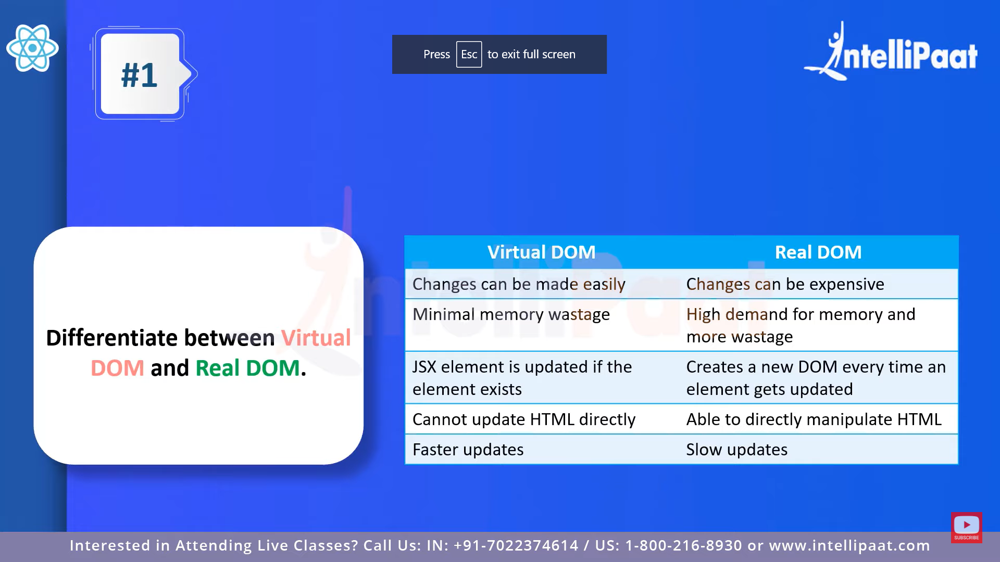 #1
Press Esc to exit full screen
IntelliPaat
Differentiate between Virtual
DOM and Real DOM.
Virtual DOM Real DOM
Changes can be made easily Changes can be expensive
Minimal memory wastage High demand for memory and
more wastage
JSX element is updated if the Creates a new DOM every time an
element exists element gets updated
Cannot update HTML directly Able to directly manipulate HTML
Faster updates Slow updates
IntelliPaat
SUBSCRIBE
Interested in Attending Live Classes? Call Us: IN: +91-7022374614 / US: 1-800-216-8930 or www.intellipaat.com